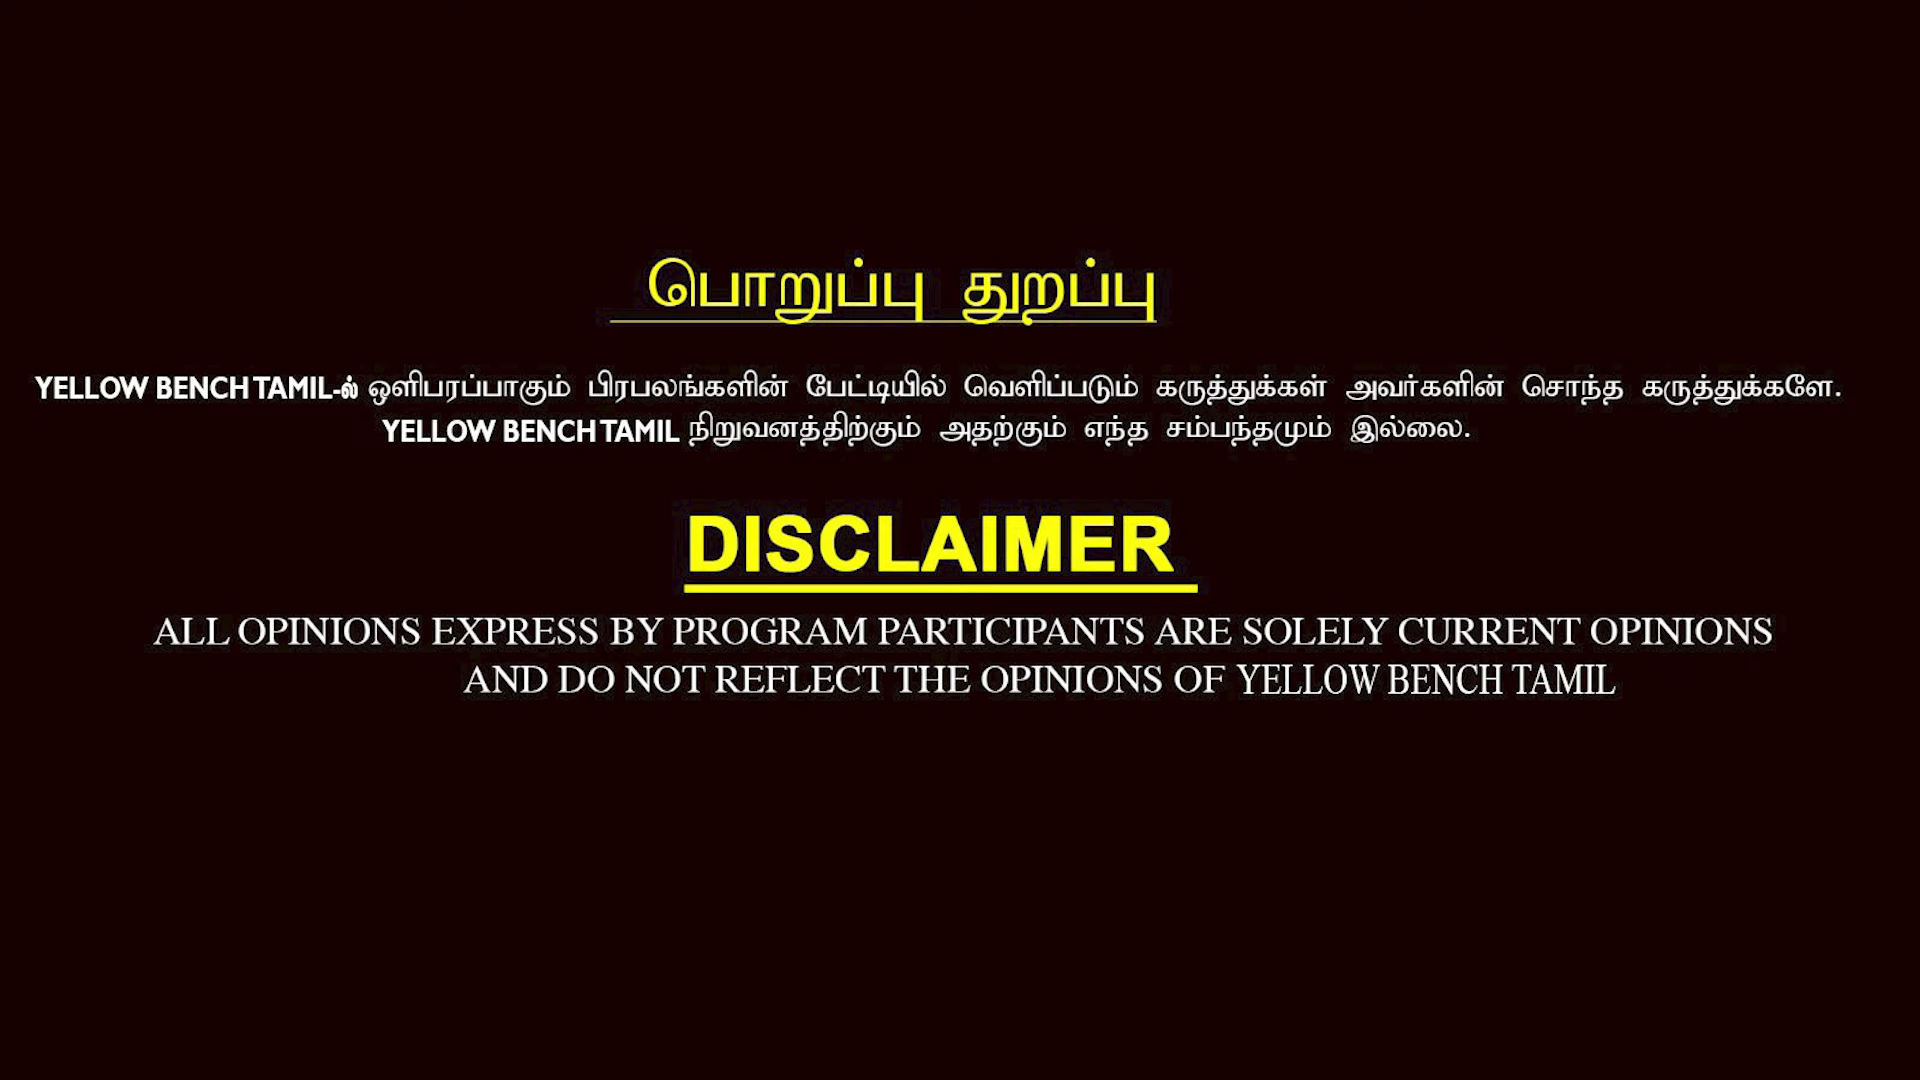 பொறுப்பு துறப்பு
YELLOW BENCH TAMIL-ல் ஒளிபரப்பாகும் பிரபலங்களின் பேட்டியில் வெளிப்படும் கருத்துக்கள் அவர்களின் சொந்த கருத்துக்களே.
YELLOW BENCH TAMIL நிறுவனத்திற்கும் அதற்கும் எந்த சம்பந்தமும் இல்லை.
DISCLAIMER
ALL OPINIONS EXPRESS BY PROGRAM PARTICIPANTS ARE SOLELY CURRENT OPINIONS
AND DO NOT REFLECT THE OPINIONS OF YELLOW BENCH TAMIL